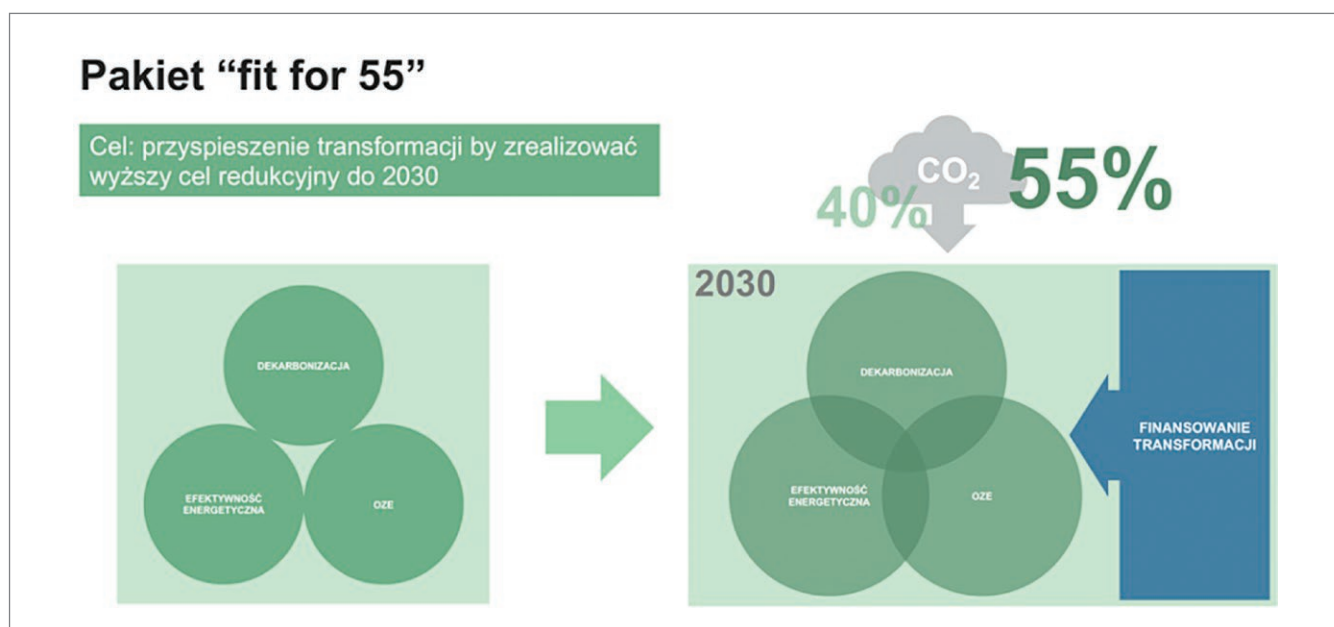 Pakiet “fit for 55”
Cel: przyspieszenie transformacji by zrealizować
wyższy cel redukcyjny do 2030
CO₂
40%
55%
DEKARBONIZACJA
EFEKTYWNOŚĆ
ENERGETYCZNA
OZE
2030
DEKARBONIZACJA
EFEKTYWNOŚĆ
ENERGETYCZNA
OZE
FINANSOWANIE
TRANSFORMACJI